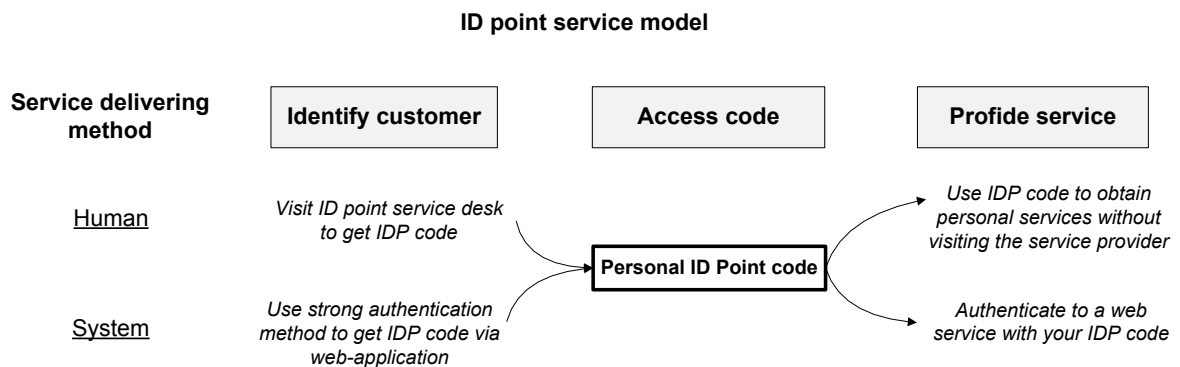 ID point service model
Service delivering
method
Identify customer
Access code
Profide service
Human
Visit ID point service desk
to get IDP code
Use IDP code to obtain
personal services without
visiting the service provider
Personal ID Point code
System
Use strong authentication
method to get IDP code via
web-application
Authenticate to a web
service with your IDP code